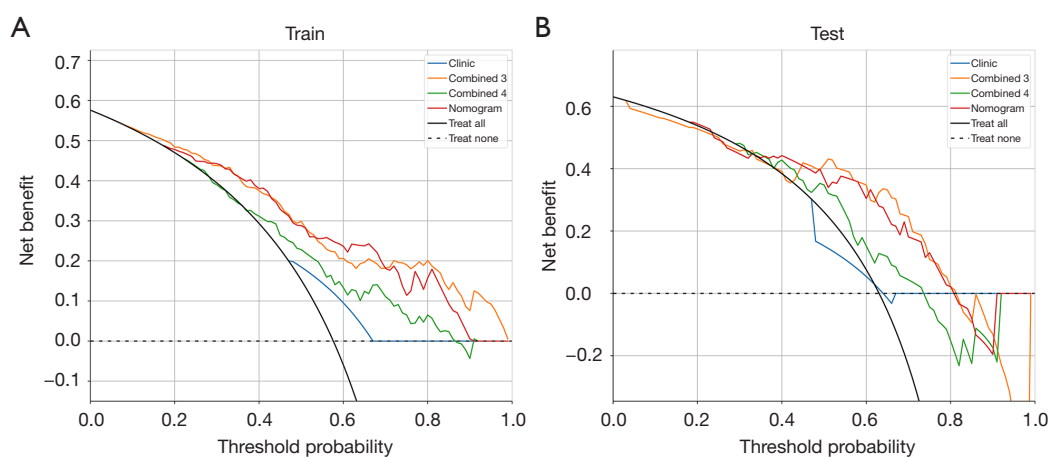 A
Train
0.7
0.6
0.5
0.4
0.3
0.2
0.1
0.0
−0.1
Net benefit
Clinic
Combined 3
Combined 4
Nomogram
Treat all
Treat none
0.0 0.2 0.4 0.6 0.8 1.0
Threshold probability
B
Test
0.6
0.4
0.2
0.0
−0.2
Net benefit
Clinic
Combined 3
Combined 4
Nomogram
Treat all
Treat none
0.0 0.2 0.4 0.6 0.8 1.0
Threshold probability